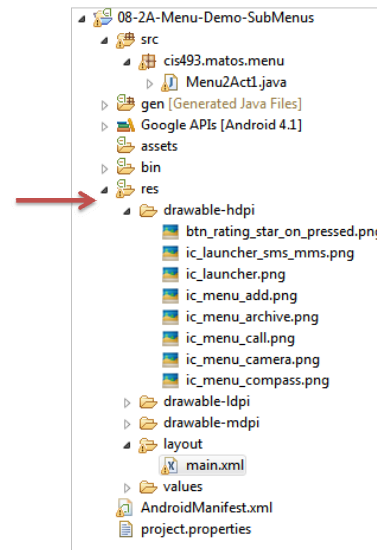 08-2A-Menu-Demo-SubMenus
src
cis493.matos.menu
Menu2Act1.java
gen [Generated Java Files]
Google APIs [Android 4.1]
assets
bin
res
drawable-hdpi
btn_rating_star_on_pressed.png
ic_launcher_sms_mms.png
ic_launcher.png
ic_menu_add.png
ic_menu_archive.png
ic_menu_call.png
ic_menu_camera.png
ic_menu_compass.png
drawable-ldpi
drawable-mdpi
layout
main.xml
values
AndroidManifest.xml
project.properties